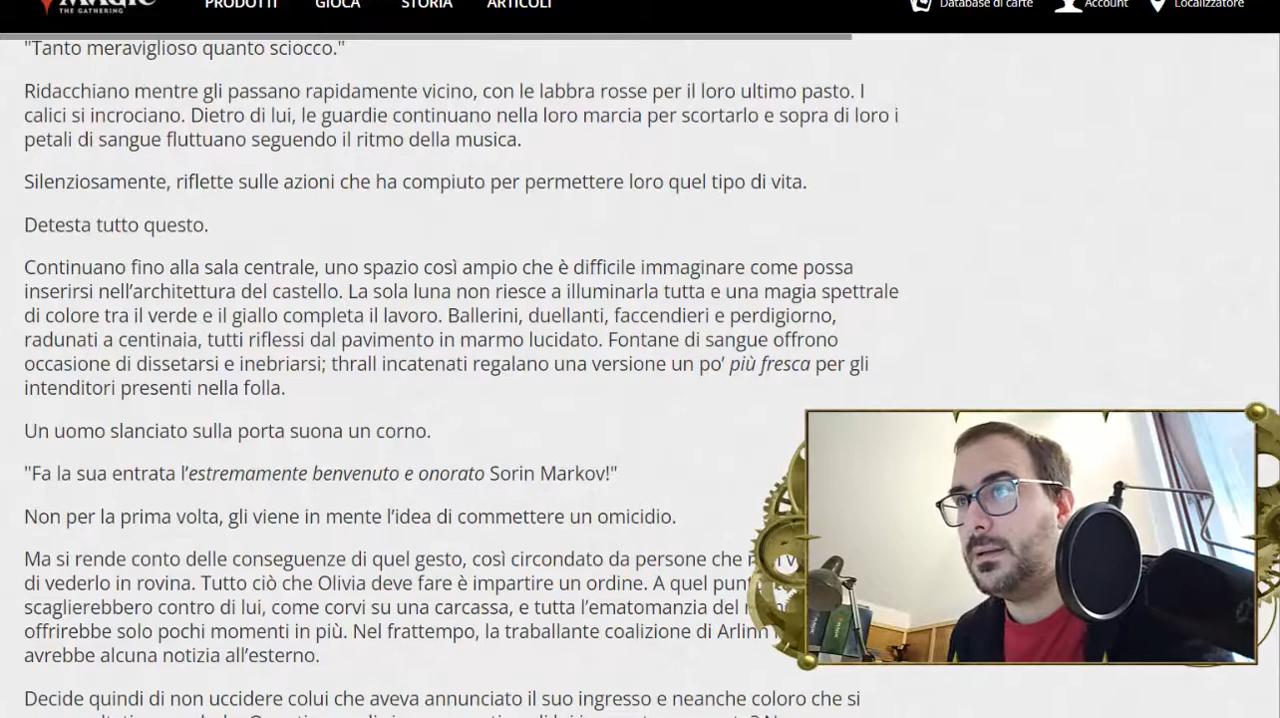 MAGIC
THE GATHERING
PRODOTTI GIOCA STORIA ARTICOLI Database di carte Account Localizzatore
"Tanto meraviglioso quanto sciocco."
Ridacchiano mentre gli passano rapidamente vicino, con le labbra rosse per il loro ultimo pasto. I
calici si incrociano. Dietro di lui, le guardie continuano nella loro marcia per scortarlo e sopra di loro i
petali di sangue fluttuano seguendo il ritmo della musica.
Silenziosamente, riflette sulle azioni che ha compiuto per permettere loro quel tipo di vita.
Detesta tutto questo.
Continuano fino alla sala centrale, uno spazio così ampio che è difficile immaginare come possa
inserirsi nell'architettura del castello. La sola luna non riesce a illuminarla tutta e una magia spettrale
di colore tra il verde e il giallo completa il lavoro. Ballerini, duellanti, faccendieri e perdigiorno,
radunati a centinaia, tutti riflessi dal pavimento in marmo lucidato. Fontane di sangue offrono
occasione di dissetarsi e inebriarsi; thrall incatenati regalano una versione un po' più fresca per gli
intenditori presenti nella folla.
Un uomo slanciato sulla porta suona un corno.
"Fa la sua entrata l'estremamente benvenuto e onorato Sorin Markov!"
Non per la prima volta, gli viene in mente l'idea di commettere un omicidio.
Ma si rende conto delle conseguenze di quel gesto, così circondato da persone che
di vederlo in rovina. Tutto ciò che Olivia deve fare è impartire un ordine. A quel
scaglierebbero contro di lui, come corvi su una carcassa, e tutta l'ematomanzia del
offrirebbe solo pochi momenti in più. Nel frattempo, la traballante coalizione di Arlinn
avrebbe alcuna notizia all'esterno.
Decide quindi di non uccidere colui che aveva annunciato il suo ingresso e neanche coloro che si